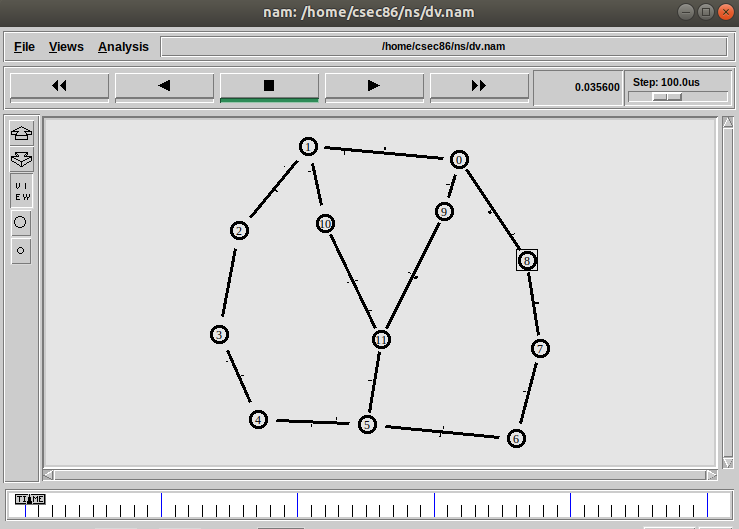 nam: /home/csec86/ns/dv.nam
File Views Analysis /home/csec86/ns/dv.nam
0.035600 Step: 100.0us
1
0
VIEW
9
10
2
8
3
11
7
4
5
6
TIME